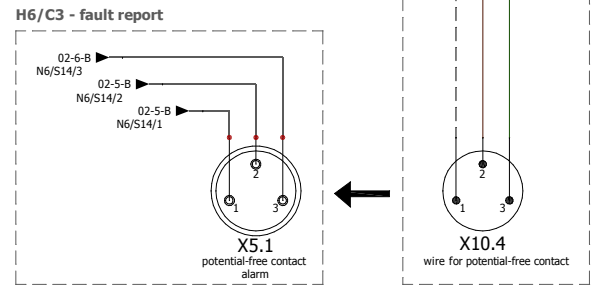 H6/C3 - fault report
02-6-B
N6/S14/3
02-5-B
N6/S14/2
02-5-B
N6/S14/1
2
1
3
X5.1
potential-free contact
alarm
2
1
3
X10.4
wire for potential-free contact